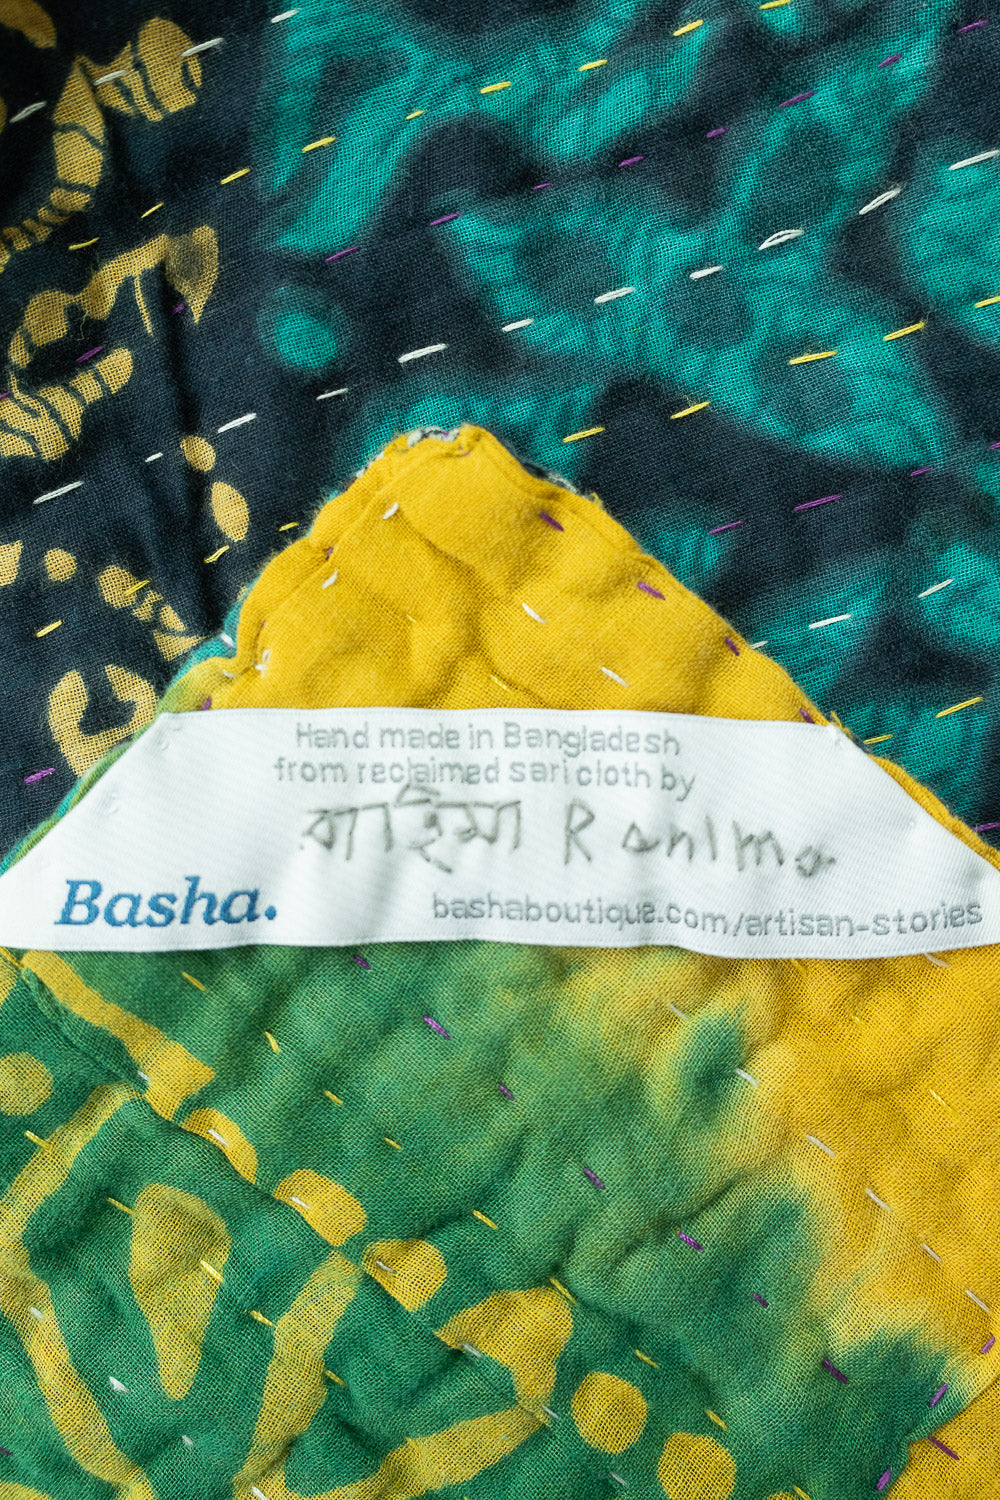 Hand made in Bangladesh
from reclaimed sari cloth by
রাহিমা Rahima
Basha.
bashaboutique.com/artisan-stories